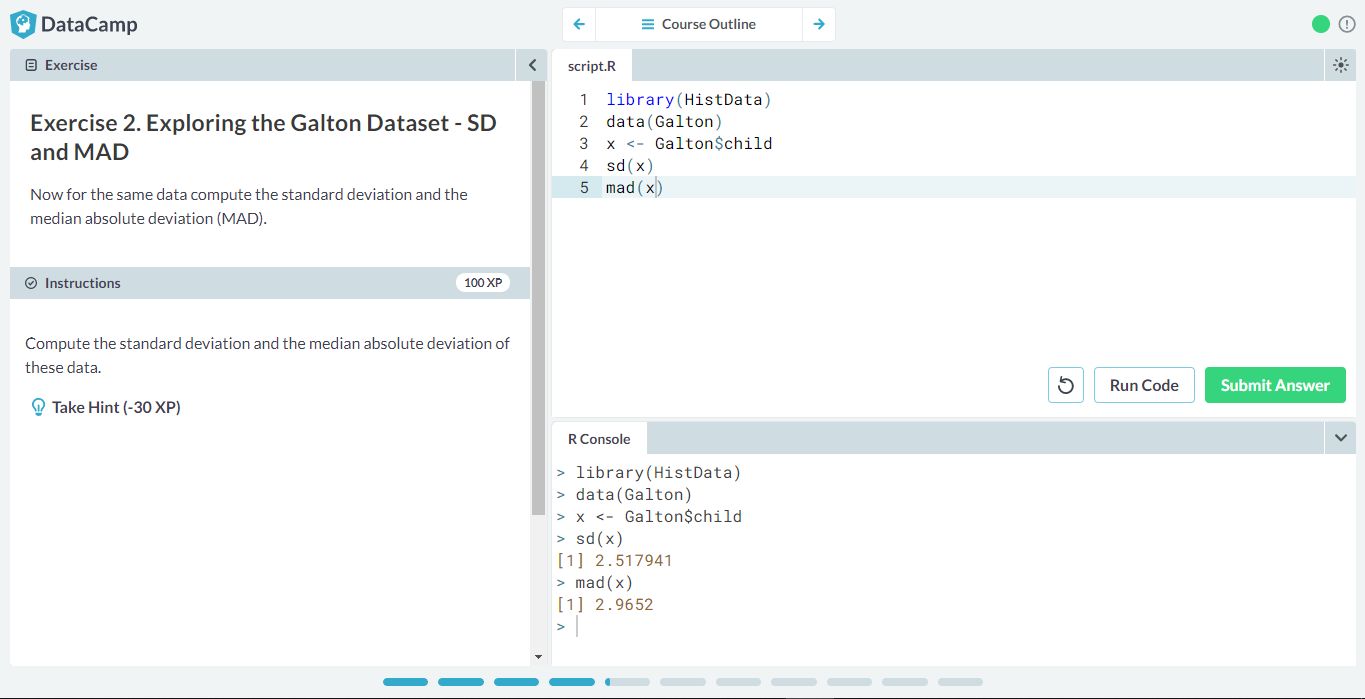 DataCamp
Course Outline
Exercise
Exercise 2. Exploring the Galton Dataset - SD
and MAD
Now for the same data compute the standard deviation and the
median absolute deviation (MAD).
Instructions
100 XP
Compute the standard deviation and the median absolute deviation of
these data.
Take Hint (-30 XP)
script.R
1 library(HistData)
2 data(Galton)
3 x <- Galton$child
4 sd(x)
5 mad(x)
Run Code
Submit Answer
R Console
> library(HistData)
> data(Galton)
> x <- Galton$child
> sd(x)
[1] 2.517941
> mad(x)
[1] 2.9652
>